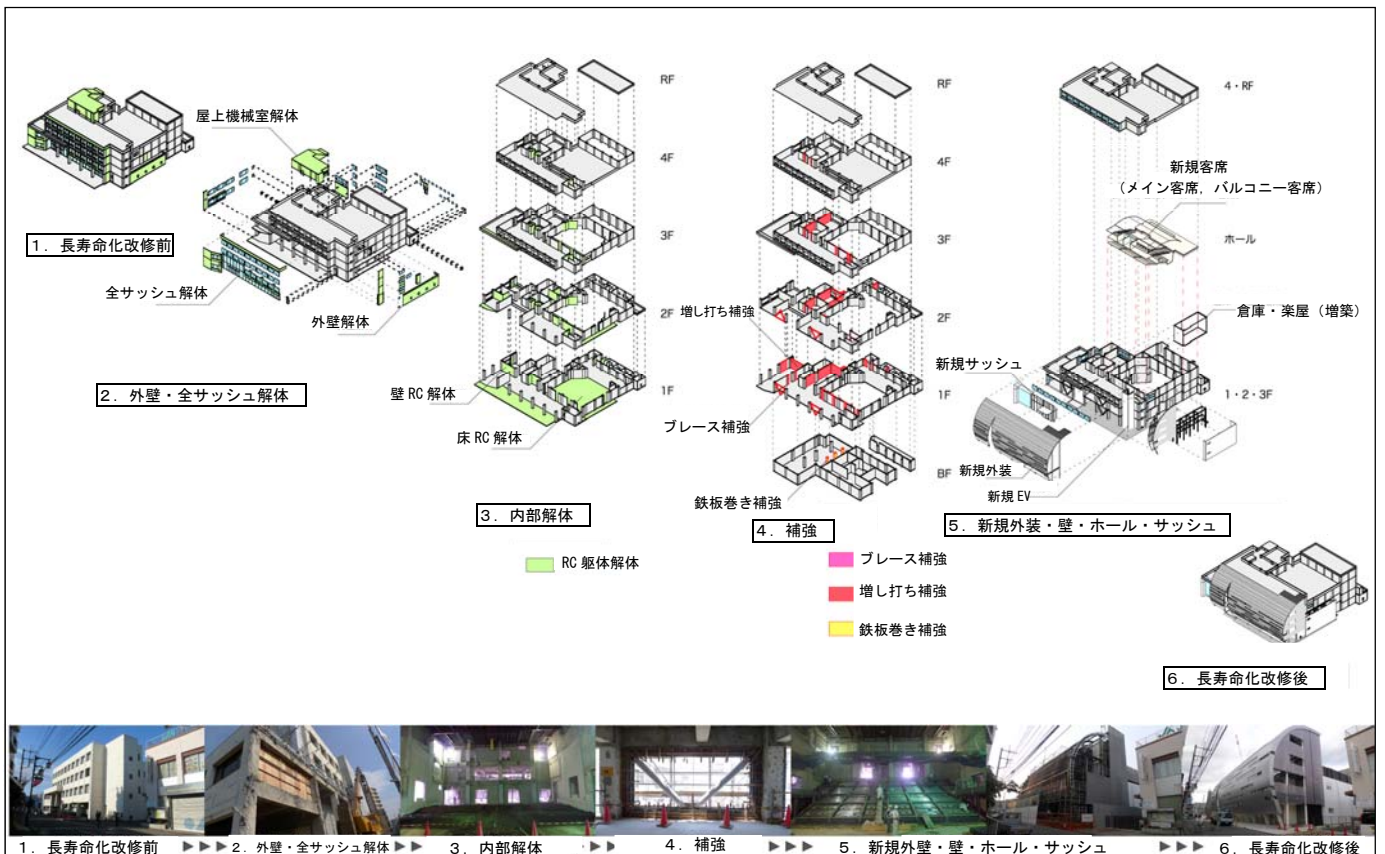 屋上機械室解体
1. 長寿命化改修前
全サッシュ解体
外壁解体
2. 外壁・全サッシュ解体
RF
4F
3F
2F
1F
壁 RC 解体
床 RC 解体
3. 内部解体
RC 躯体解体
RF
4F
3F
2F
1F
BF
増し打ち補強
ブレース補強
鉄板巻き補強
4. 補強
ブレース補強
増し打ち補強
鉄板巻き補強
4・RF
新規客席
(メイン客席，バルコニー客席)
ホール
倉庫・楽屋（増築）
新規サッシュ
1・2・3F
新規外装
新規 EV
5. 新規外装・壁・ホール・サッシュ
6. 長寿命化改修後
1. 長寿命化改修前 ▶▶▶ 2. 外壁・全サッシュ解体 ▶▶ 3. 内部解体 ▶▶▶ 4. 補強 ▶▶▶ 5. 新規外壁・壁・ホール・サッシュ ▶▶▶ 6. 長寿命化改修後